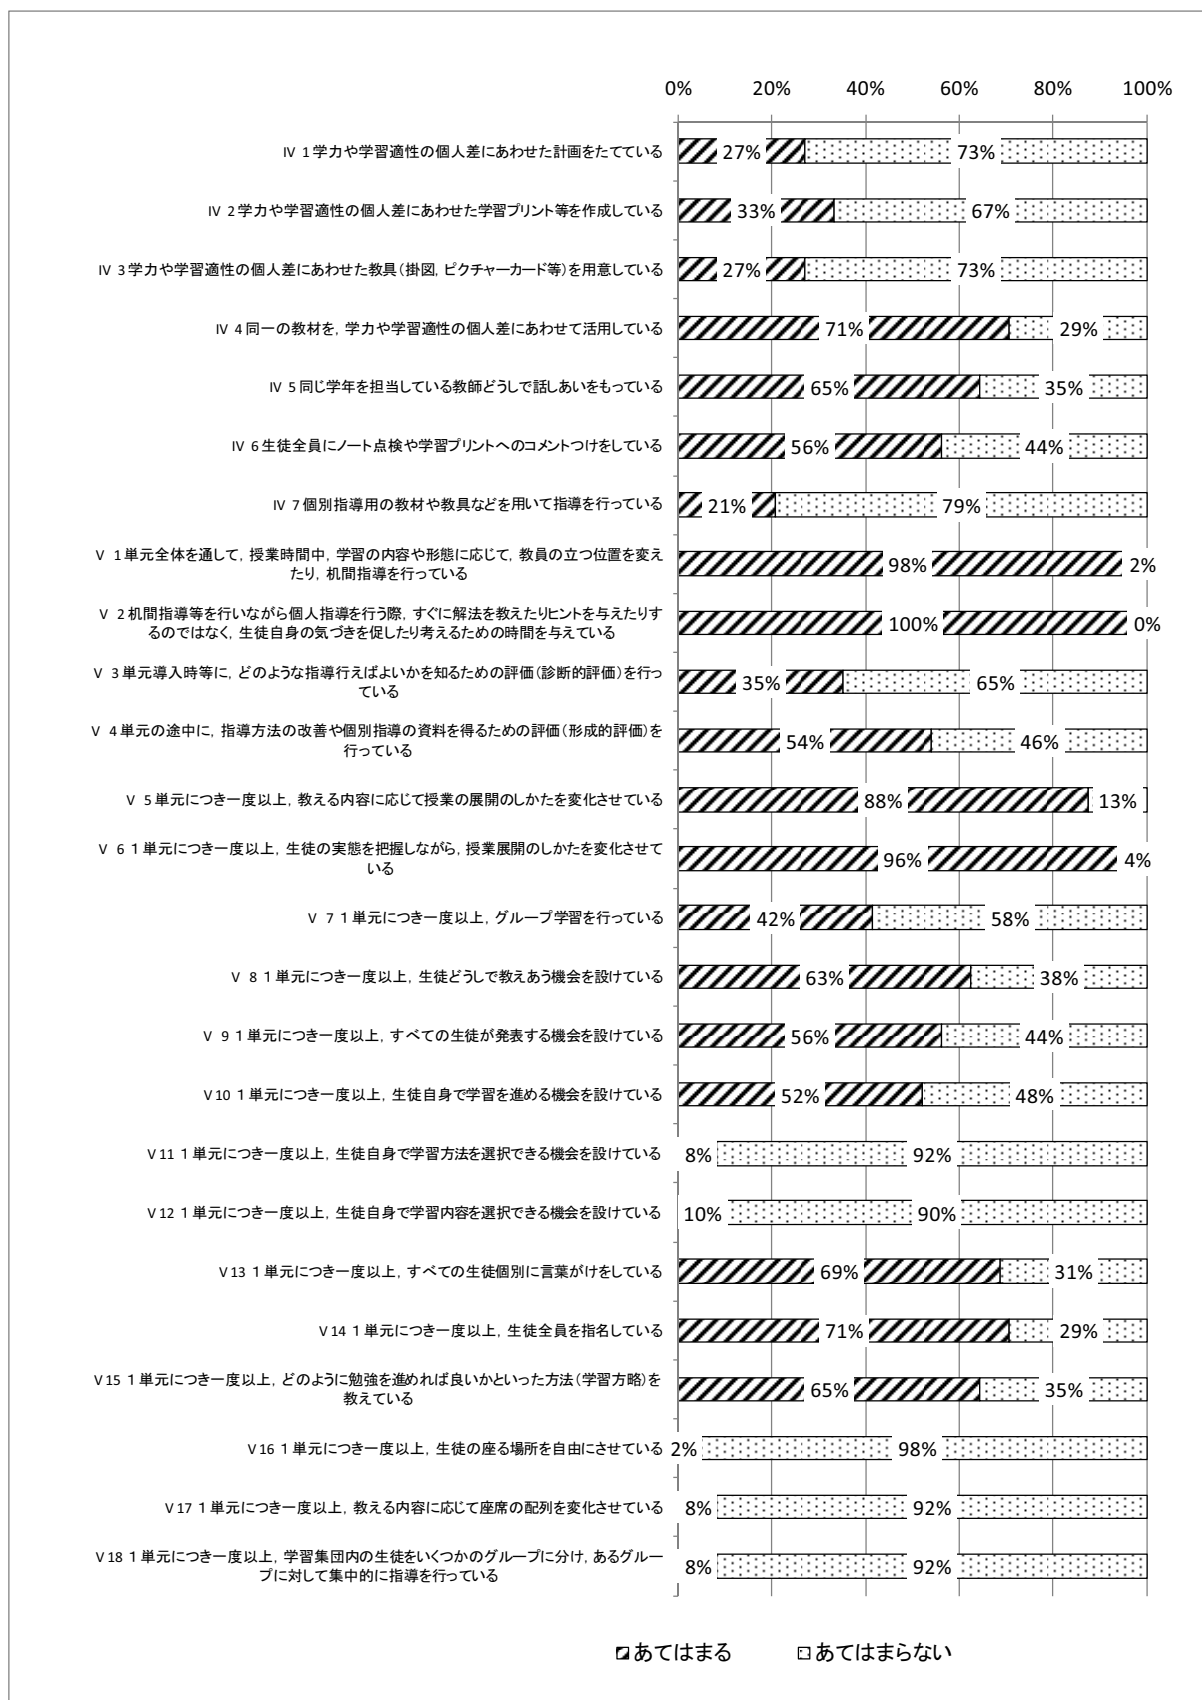 0% 20% 40% 60% 80% 100%
Ⅳ 1学力や学習適性の個人差にあわせた計画をたてている 27% 73%
Ⅳ 2学力や学習適性の個人差にあわせた学習プリント等を作成している 33% 67%
Ⅳ 3学力や学習適性の個人差にあわせた教具（掛図，ピクチャーカード等）を用意している 27% 73%
Ⅳ 4同一の教材を，学力や学習適性の個人差にあわせて活用している 71% 29%
Ⅳ 5同じ学年を担当している教師どうしで話しあいをもっている 65% 35%
Ⅳ 6生徒全員にノート点検や学習プリントへのコメントつけをしている 56% 44%
Ⅳ 7個別指導用の教材や教具などを用いて指導を行っている 21% 79%
Ⅴ 1単元全体を通して，授業時間中，学習の内容や形態に応じて，教員の立つ位置を変え
たり，机間指導を行っている 98% 2%
Ⅴ 2机間指導等を行いながら個人指導を行う際，すぐに解法を教えたりヒントを与えたりす
るのではなく，生徒自身の気づきを促したり考えるための時間を与えている 100% 0%
Ⅴ 3単元導入時等に，どのような指導行えばよいかを知るための評価（診断的評価）を行っ
ている 35% 65%
Ⅴ 4単元の途中に，指導方法の改善や個別指導の資料を得るための評価（形成的評価）を
行っている 54% 46%
Ⅴ 5単元につき一度以上，教える内容に応じて授業の展開のしかたを変化させている 88% 13%
Ⅴ 6１単元につき一度以上，生徒の実態を把握しながら，授業展開のしかたを変化させて
いる 96% 4%
Ⅴ 7１単元につき一度以上，グループ学習を行っている 42% 58%
Ⅴ 8１単元につき一度以上，生徒どうしで教えあう機会を設けている 63% 38%
Ⅴ 9１単元につき一度以上，すべての生徒が発表する機会を設けている 56% 44%
Ⅴ10１単元につき一度以上，生徒自身で学習を進める機会を設けている 52% 48%
Ⅴ11１単元につき一度以上，生徒自身で学習方法を選択できる機会を設けている 8% 92%
Ⅴ12１単元につき一度以上，生徒自身で学習内容を選択できる機会を設けている 10% 90%
Ⅴ13１単元につき一度以上，すべての生徒個別に言葉がけをしている 69% 31%
Ⅴ14１単元につき一度以上，生徒全員を指名している 71% 29%
Ⅴ15１単元につき一度以上，どのように勉強を進めれば良いかといった方法（学習方略）を
教えている 65% 35%
Ⅴ16１単元につき一度以上，生徒の座る場所を自由にさせている 2% 98%
Ⅴ17１単元につき一度以上，教える内容に応じて座席の配列を変化させている 8% 92%
Ⅴ18１単元につき一度以上，学習集団内の生徒をいくつかのグループに分け，あるグルー
プに対して集中的に指導を行っている 8% 92%
あてはまる あてはまらない